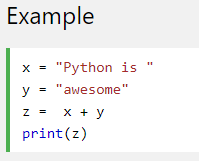 Example
x = "Python is "
y = "awesome"
z =  x + y
print(z)